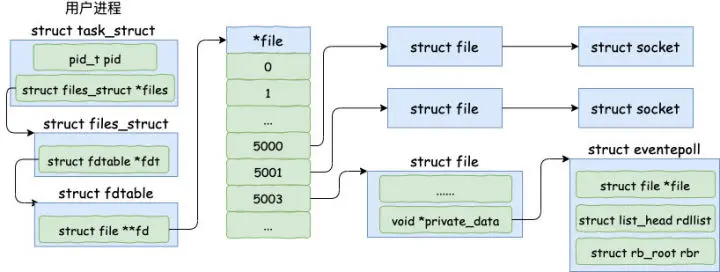 用户进程
struct task_struct
pid_t pid
struct files_struct *files
struct files_struct
struct fdtable *fdt
struct fdtable
struct file **fd
*file
0
1
...
5000
5001
5003
...
struct file
struct socket
struct file
struct socket
struct file
......
void *private_data
struct eventepoll
struct file *file
struct list_head rdllist
struct rb_root rbr